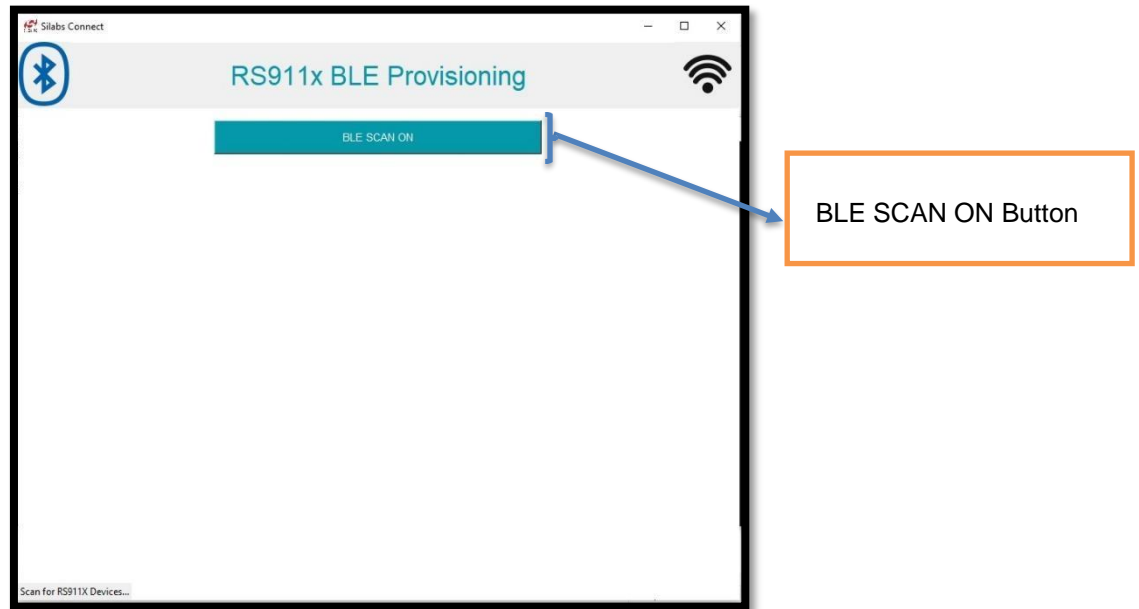 Silabs Connect
RS911x BLE Provisioning
BLE SCAN ON
BLE SCAN ON Button
Scan for RS911X Devices...